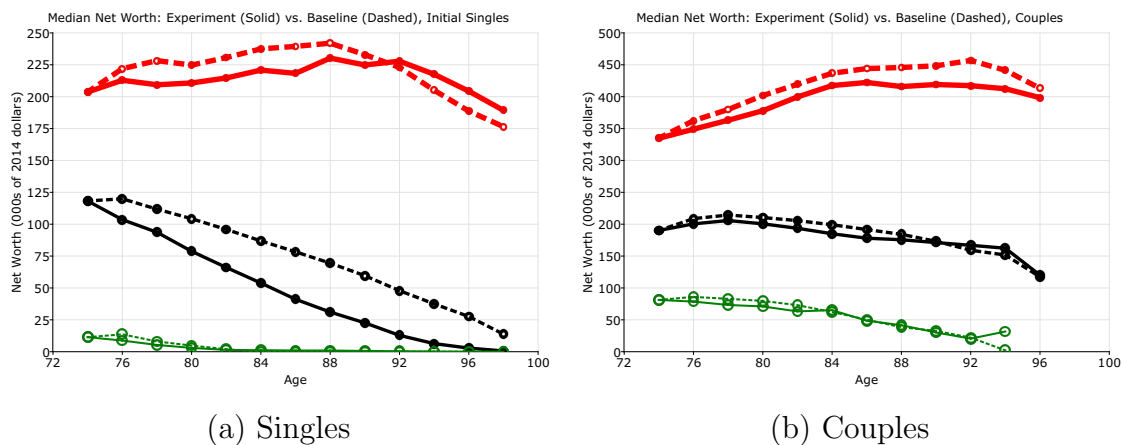 Median Net Worth: Experiment (Solid) vs. Baseline (Dashed), Initial Singles
Net Worth (000s of 2014 dollars)
250
225
200
175
150
125
100
75
50
25
0
72 76 80 84 88 92 96 100
Age
(a) Singles
Median Net Worth: Experiment (Solid) vs. Baseline (Dashed), Couples
Net Worth (000s of 2014 dollars)
500
450
400
350
300
250
200
150
100
50
0
72 76 80 84 88 92 96 100
Age
(b) Couples